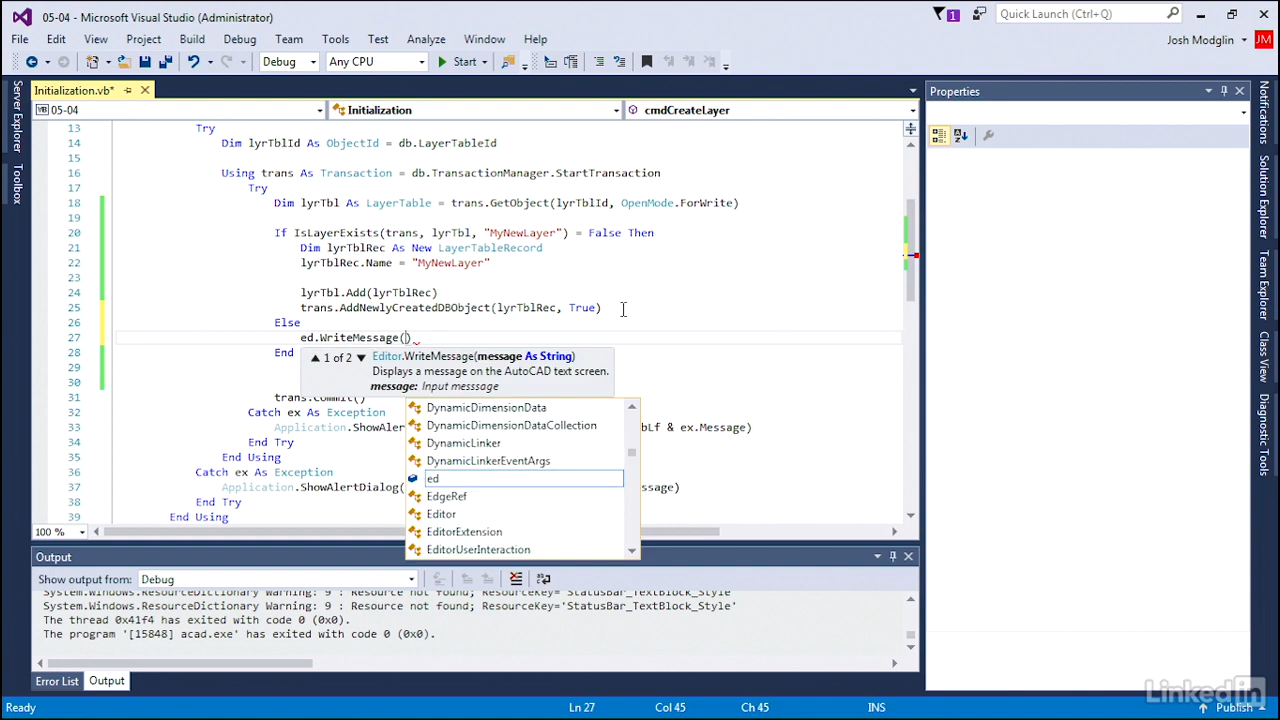 05-04 - Microsoft Visual Studio (Administrator)
1
Quick Launch (Ctrl+Q)
File Edit View Project Build Debug Team Tools Test Analyze Window Help
Josh Modglin
JM
Debug Any CPU Start
Server Explorer
Toolbox
Initialization.vb*
05-04 Initialization cmdCreateLayer
13 Try
14 Dim lyrTblId As ObjectId = db.LayerTableId
15
16 Using trans As Transaction = db.TransactionManager.StartTransaction
17 Try
18 Dim lyrTbl As LayerTable = trans.GetObject(lyrTblId, OpenMode.ForWrite)
19
20 If IsLayerExists(trans, lyrTbl, "MyNewLayer") = False Then
21 Dim lyrTblRec As New LayerTableRecord
22 lyrTblRec.Name = "MyNewLayer"
23
24 lyrTbl.Add(lyrTblRec)
25 trans.AddNewlyCreatedDBObject(lyrTblRec, True)
26 Else
27 ed.WriteMessage()
28 End
29
30
31 trans.Commit()
32 Catch ex As Exception
33 Application.ShowAler bLf & ex.Message)
34 End Try
35 End Using
36 Catch ex As Exception
37 Application.ShowAlertDialog( ssage)
38 End Try
39 End Using
1 of 2 Editor.WriteMessage(message As String)
Displays a message on the AutoCAD text screen.
message: Input messsage
DynamicDimensionData
DynamicDimensionDataCollection
DynamicLinker
DynamicLinkerEventArgs
ed
EdgeRef
Editor
EditorExtension
EditorUserInteraction
100 %
Output
Show output from: Debug
System.Windows.ResourceDictionary Warning: 9 : Resource not found; ResourceKey='StatusBar_TextBlock_Style'
System.Windows.ResourceDictionary Warning: 9 : Resource not found; ResourceKey='StatusBar_TextBlock_Style'
The thread 0x41f4 has exited with code 0 (0x0).
The program '[15848] acad.exe' has exited with code 0 (0x0).
Error List Output
Properties
Notifications
Solution Explorer
Team Explorer
Diagnostic Tools
LinkedIn
Ready Ln 27 Col 45 Ch 45 INS Publish